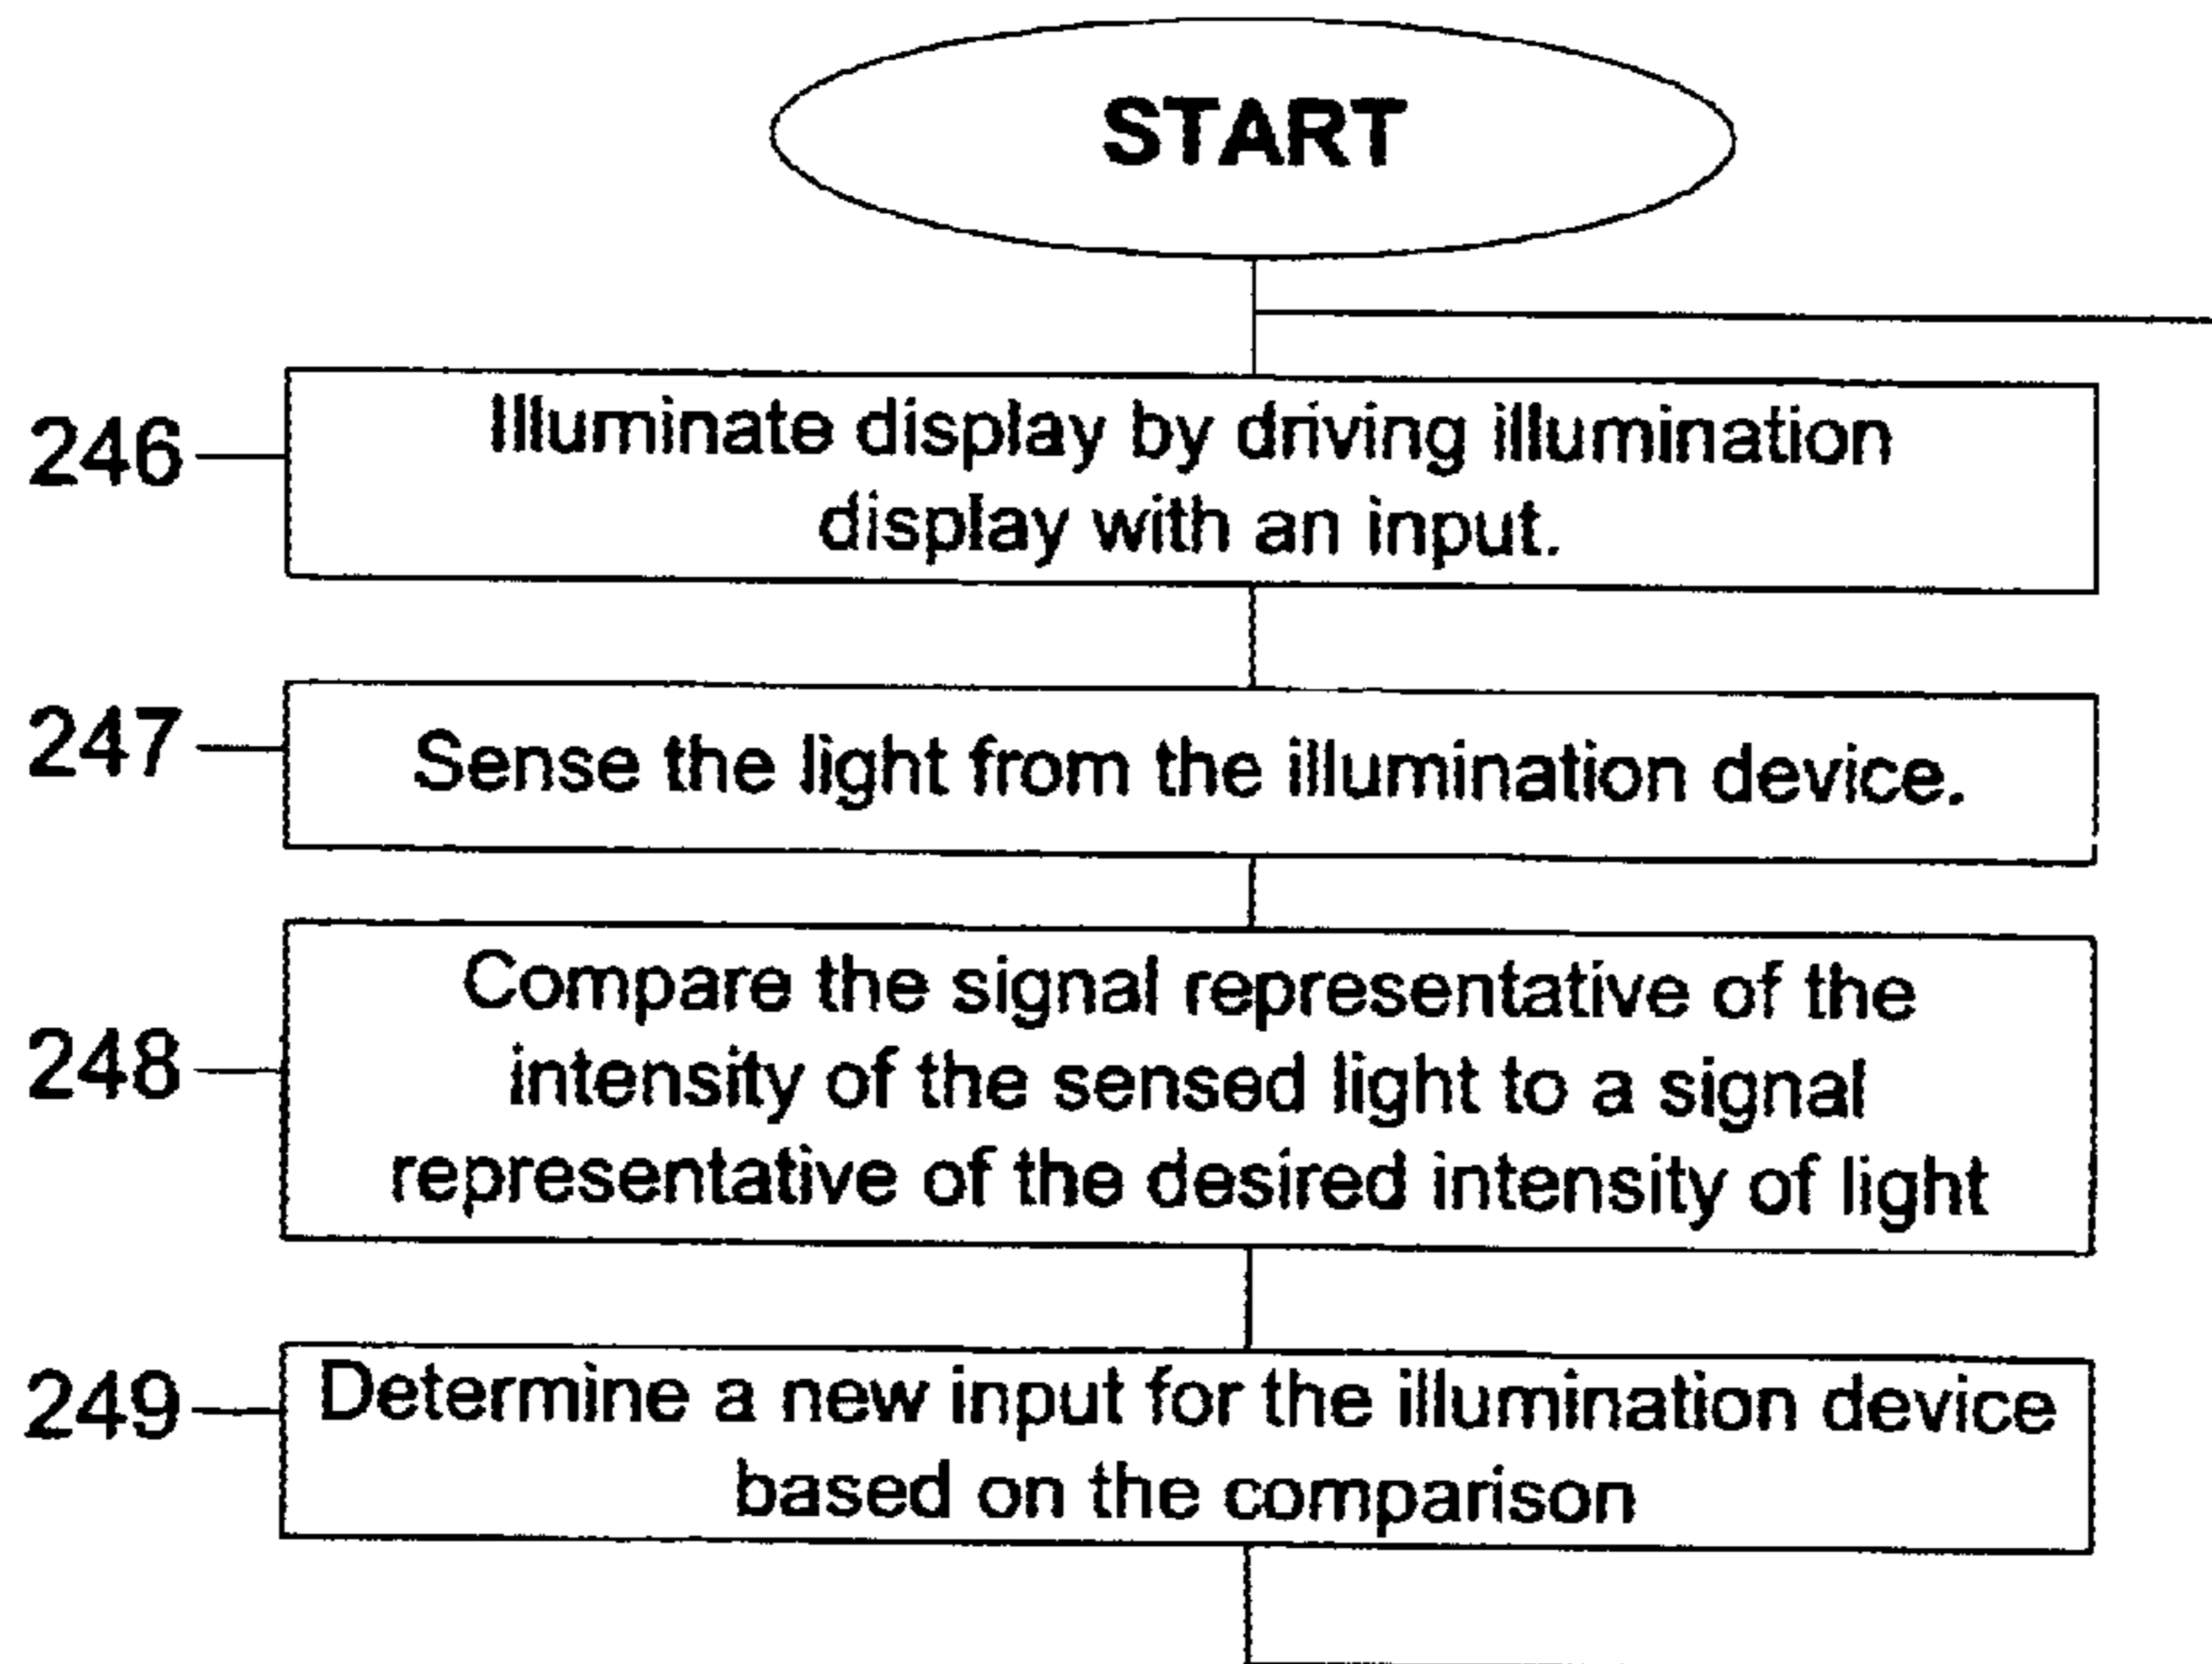 START
246
Illuminate display by driving illumination
display with an input.
247
Sense the light from the illumination device.
248
Compare the signal representative of the
intensity of the sensed light to a signal
representative of the desired intensity of light
249
Determine a new input for the illumination device
based on the comparison